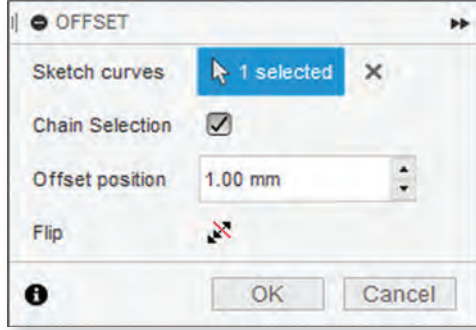 OFFSET
Sketch curves 1 selected
Chain Selection
Offset position 1.00 mm
Flip
OK Cancel